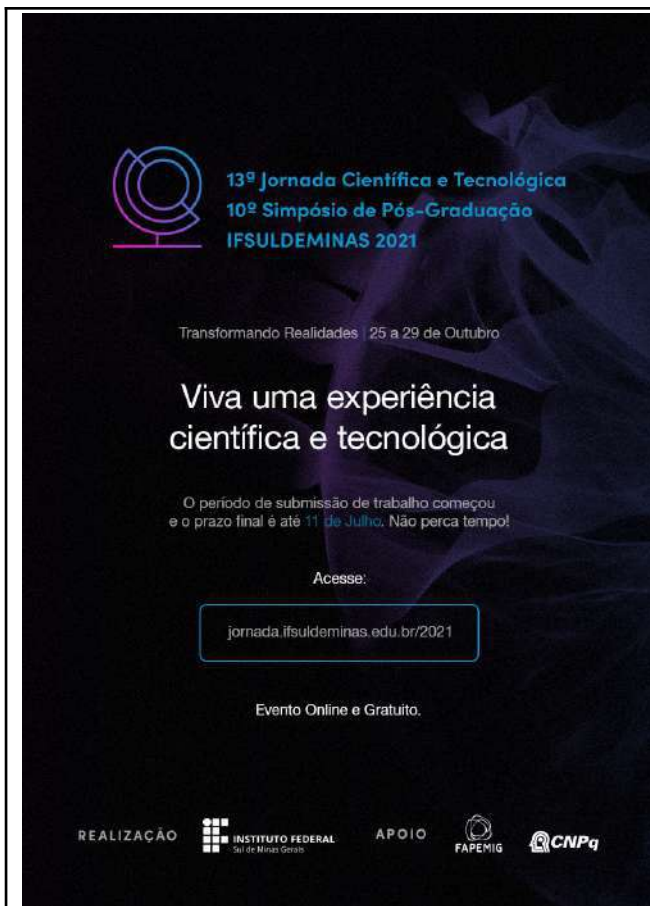 13ª Jornada Científica e Tecnológica
10º Simpósio de Pós-Graduação
IFSULDEMINAS 2021
Transformando Realidades | 25 a 29 de Outubro
Viva uma experiência
científica e tecnológica
O período de submissão de trabalho começou
e o prazo final é até 11 de Julho. Não perca tempo!
Acesse:
jornada.ifsuldeminas.edu.br/2021
Evento Online e Gratuito.
REALIZAÇÃO
INSTITUTO FEDERAL
Sul de Minas Gerais
APOIO
FAPEMIG
CNPq